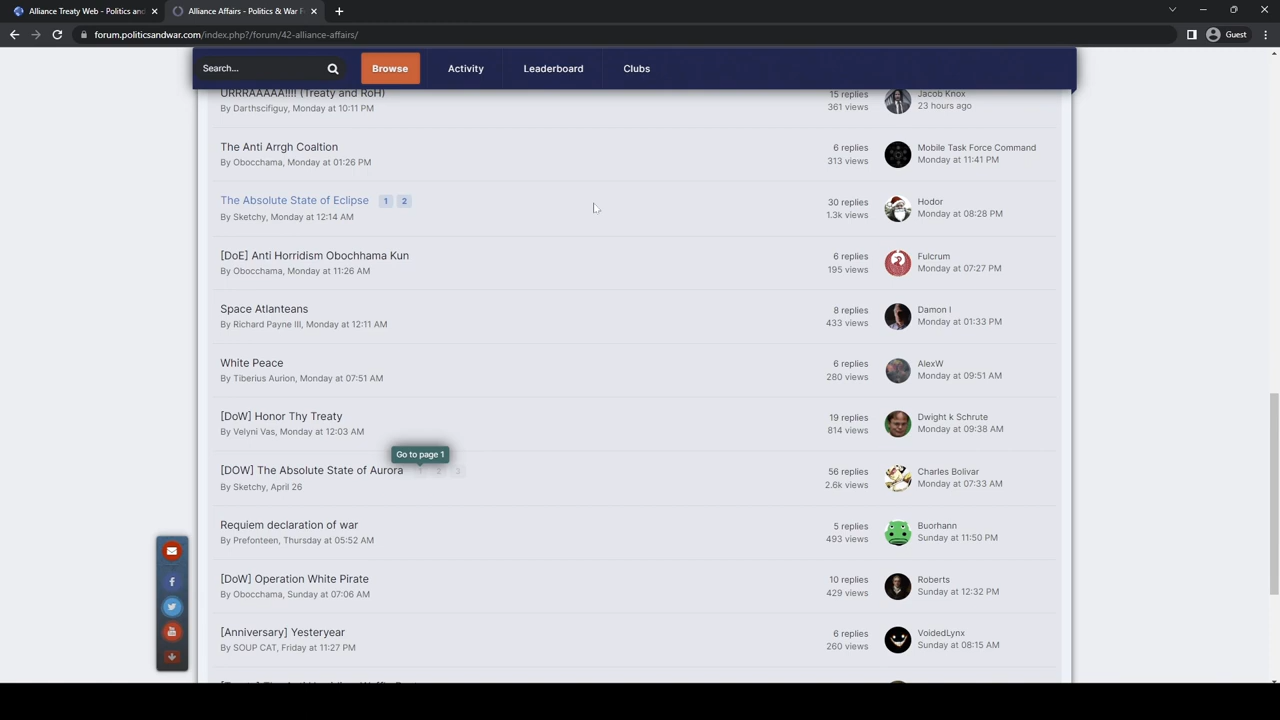 Alliance Treaty Web - Politics and
Alliance Affairs - Politics & War F
Guest
forum.politicsandwar.com/index.php?/forum/42-alliance-affairs/
Search... Browse Activity Leaderboard Clubs
URRRAAAAA!!!! (Treaty and RoH)
By Darthscifiguy, Monday at 10:11 PM
15 replies
361 views
Jacob Knox
23 hours ago
The Anti Arrgh Coaltion
By Obocchama, Monday at 01:26 PM
6 replies
313 views
Mobile Task Force Command
Monday at 11:41 PM
The Absolute State of Eclipse 1 2
By Sketchy, Monday at 12:14 AM
30 replies
1.3k views
Hodor
Monday at 08:28 PM
[DoE] Anti Horridism Obochhama Kun
By Obocchama, Monday at 11:26 AM
6 replies
195 views
Fulcrum
Monday at 07:27 PM
Space Atlanteans
By Richard Payne III, Monday at 12:11 AM
8 replies
433 views
Damon I
Monday at 01:33 PM
White Peace
By Tiberius Aurion, Monday at 07:51 AM
6 replies
280 views
AlexW
Monday at 09:51 AM
[DoW] Honor Thy Treaty
By Velyni Vas, Monday at 12:03 AM
19 replies
814 views
Dwight k Schrute
Monday at 09:38 AM
Go to page 1
[DOW] The Absolute State of Aurora 1 2 3
By Sketchy, April 26
56 replies
2.6k views
Charles Bolivar
Monday at 07:33 AM
Requiem declaration of war
By Prefonteen, Thursday at 05:52 AM
5 replies
493 views
Buorhann
Sunday at 11:50 PM
[DoW] Operation White Pirate
By Obocchama, Sunday at 07:06 AM
10 replies
429 views
Roberts
Sunday at 12:32 PM
[Anniversary] Yesteryear
By SOUP CAT, Friday at 11:27 PM
6 replies
260 views
VoidedLynx
Sunday at 08:15 AM